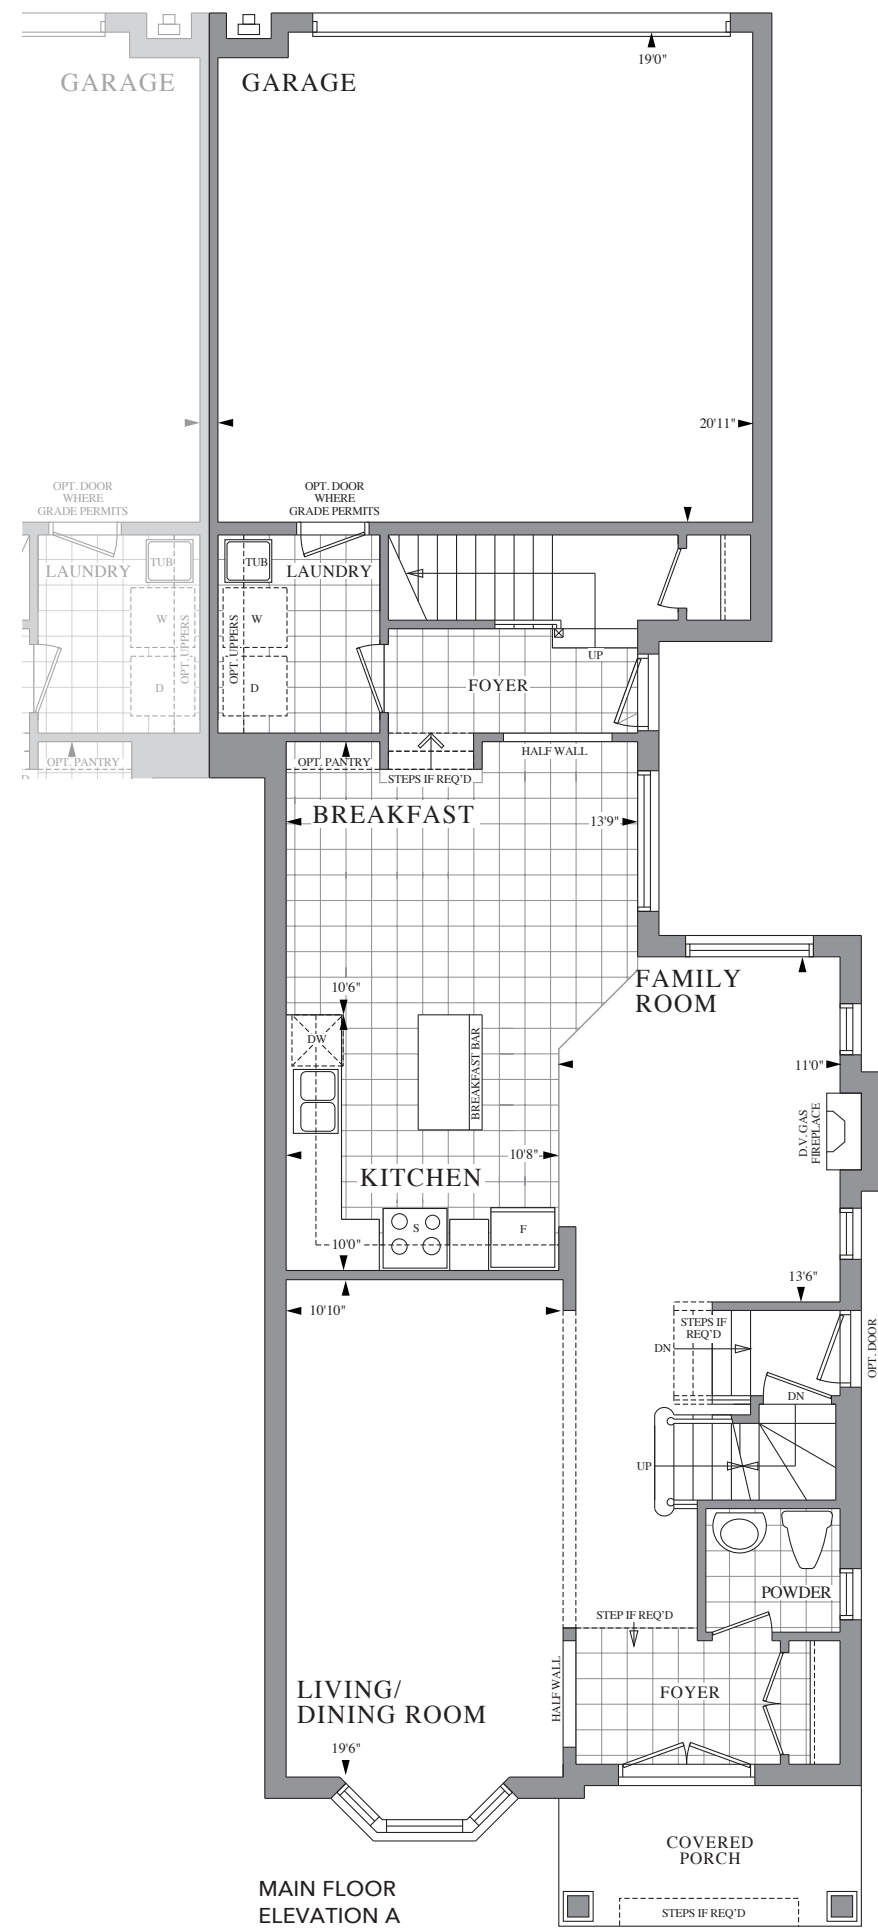 GARAGE
GARAGE
19'0"
20'11"
OPT. DOOR
WHERE
GRADE PERMITS
OPT. DOOR
WHERE
GRADE PERMITS
TUB
LAUNDRY
W
OPT. UPPERS
D
TUB
LAUNDRY
W
OPT. UPPERS
D
UP
FOYER
OPT. PANTRY
D
OPT. PANTRY
STEPS IF REQ'D
HALF WALL
BREAKFAST
13'9"
FAMILY
ROOM
10'6"
DW
BREAKFAST BAR
11'0"
D.V. GAS
FIREPLACE
10'8"
KITCHEN
S
F
10'0"
13'6"
10'10"
STEPS IF
REQ'D
DN
OPT. DOOR
DN
UP
POWDER
STEP IF REQ'D
HALF WALL
FOYER
LIVING/
DINING ROOM
19'6"
COVERED
PORCH
STEPS IF REQ'D
MAIN FLOOR
ELEVATION A